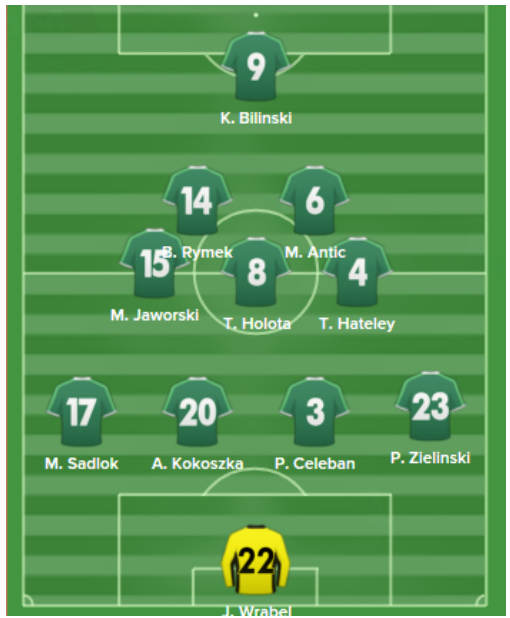 9
K. Bilinski
14
6
B. Rymek
M. Antic
15
8
4
M. Jaworski
T. Holota
T. Hateley
17
20
3
23
M. Sadlok
A. Kokoszka
P. Celeban
P. Zielinski
22
J. Wrabel